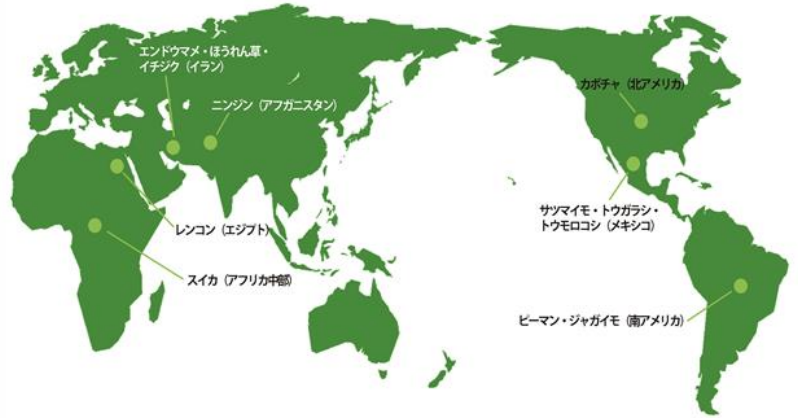 エンドウマメ・ほうれん草・
イチジク（イラン）
ニンジン（アフガニスタン）
カボチャ（北アメリカ）
レンコン（エジプト）
サツマイモ・トウガラシ・
トウモロコシ（メキシコ）
スイカ（アフリカ中部）
ピーマン・ジャガイモ（南アメリカ）